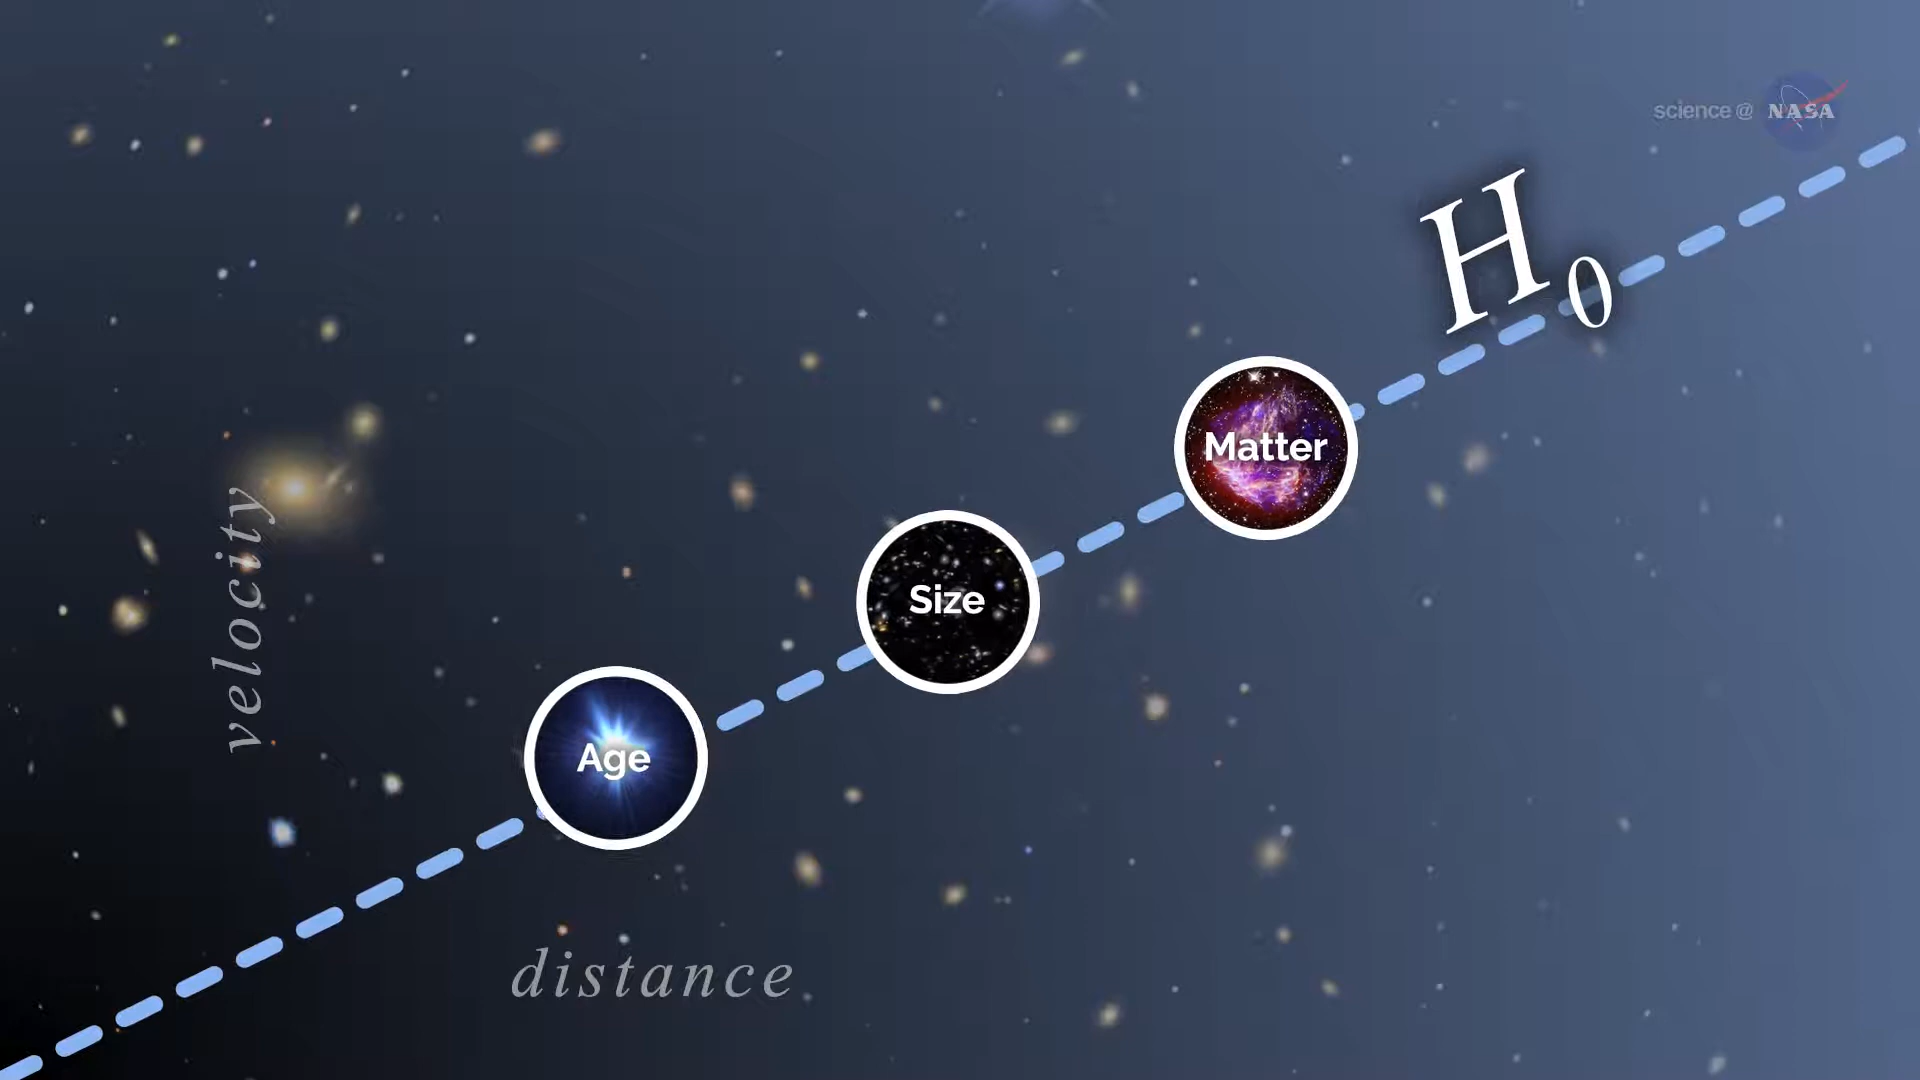 science @ NASA
H₀
Matter
Size
Age
velocity
distance